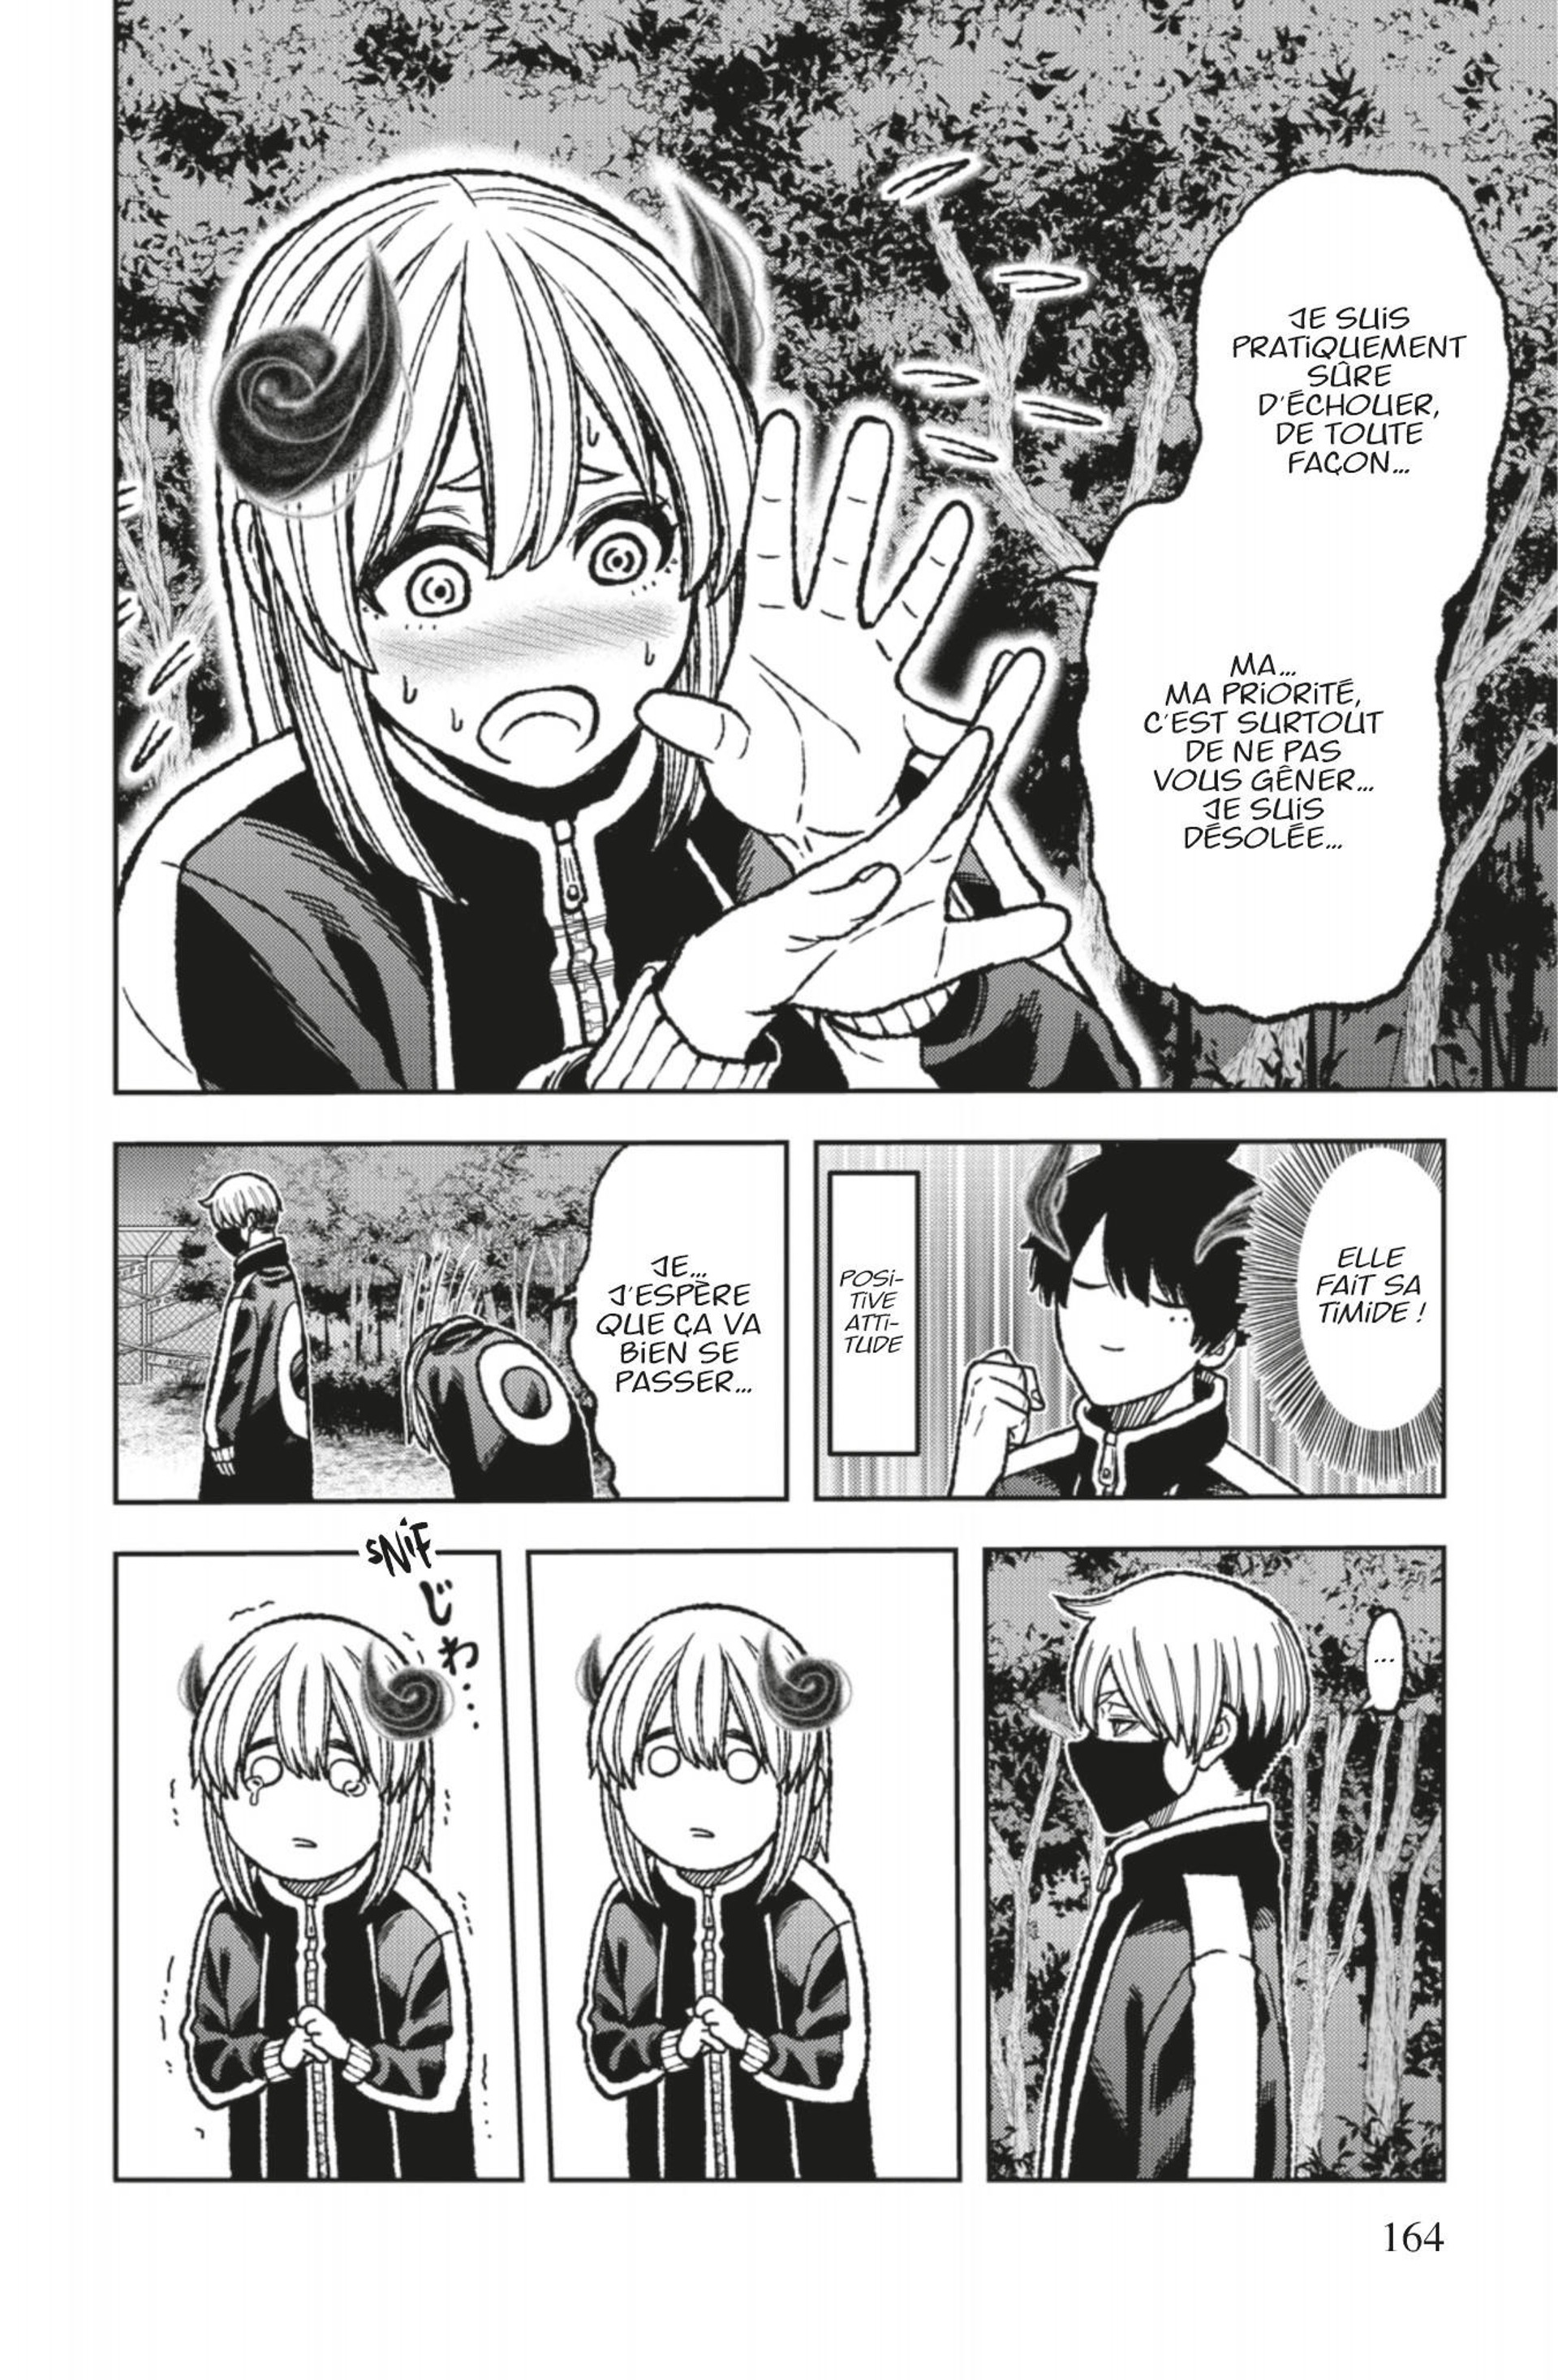 JE SUIS
PRATIQUEMENT
SÛRE
D'ÉCHOUER,
DE TOUTE
FAÇON...
MA...
MA PRIORITÉ,
C'EST SURTOUT
DE NE PAS
VOUS GÊNER...
JE SUIS
DÉSOLÉE...
ELLE
FAIT SA
TIMIDE !
POSI-
TIVE
ATTI-
TUDE
JE...
J'ESPÈRE
QUE ÇA VA
BIEN SE
PASSER...
...
SNIF
じわ...
164